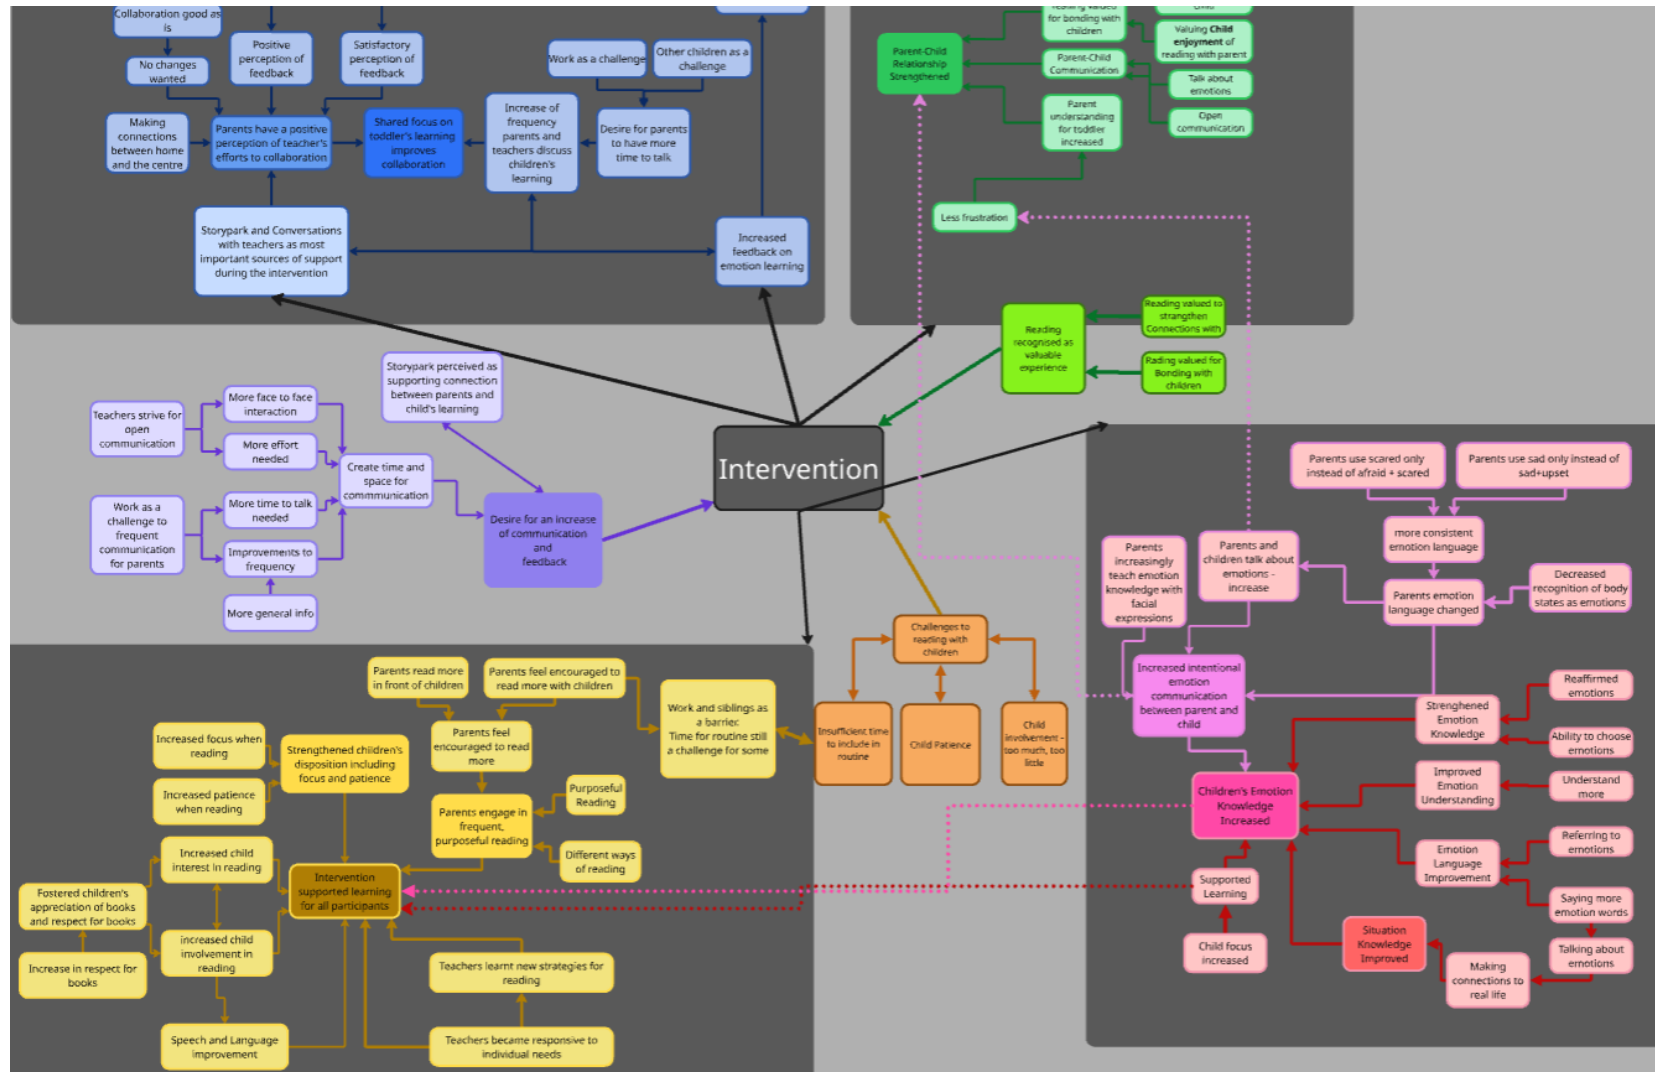 Collaboration good as
is
No changes
wanted
Positive
perception of
feedback
Satisfactory
perception of
feedback
Work as a challenge
Other children as a
challenge
Making
connections
between home
and the centre
Parents have a positive
perception of teacher's
efforts to collaboration
Shared focus on
toddler's learning
improves
collaboration
Increase of
frequency
parents and
teachers discuss
children's
learning
Desire for parents
to have more
time to talk
Storypark and Conversations
with teachers as most
important sources of support
during the intervention
Increased
feedback on
emotion learning
Parent-Child
Relationship
Strengthened
reading valued
for bonding with
children
child
Valuing Child
enjoyment of
reading with parent
Parent-Child
Communication
Talk about
emotions
Open
communication
Parent
understanding
for toddler
increased
Less frustration
Reading
recognised as
valuable
experience
Reading valued to
strangthen
Connections with
Rading valued for
Bonding with
children
Storypark perceived as
supporting connection
between parents and
child's learning
Teachers strive for
open
communication
More face to face
interaction
More effort
needed
Create time and
space for
commmunication
Work as a
challenge to
frequent
communication
for parents
More time to talk
needed
Improvements to
frequency
More general info
Desire for an increase
of communication
and
feedback
Intervention
Parents use scared only
instead of afraid + scared
Parents use sad only instead of
sad+upset
more consistent
emotion language
Parents
increasingly
teach emotion
knowledge with
facial
expressions
Parents and
children talk about
emotions -
increase
Parents emotion
language changed
Decreased
recognition of body
states as emotions
Increased intentional
emotion
communication
between parent and
child
Reaffirmed
emotions
Strengthened
Emotion
Knowledge
Ability to choose
emotions
Children's Emotion
Knowledge
Increased
Improved
Emotion
Understanding
Understand
more
Emotion
Language
Improvement
Referring to
emotions
Saying more
emotion words
Supported
Learning
Child focus
increased
Situation
Knowledge
Improved
Talking about
emotions
Making
connections to
real life
Challenges to
reading with
children
Insufficient time
to include in
routine
Child Patience
Child
involvement -
too much, too
little
Parents read more
in front of children
Parents feel encouraged to
read more with children
Work and siblings as
a barrier.
Time for routine still
a challenge for some
Increased focus when
reading
Strengthened children's
disposition including
focus and patience
Parents feel
encouraged to read
more
Increased patience
when reading
Parents engage in
frequent,
purposeful reading
Purposeful
Reading
Different ways
of reading
Increased child
interest in reading
Fostered children's
appreciation of books
and respect for books
Intervention
supported learning
for all participants
increased child
involvement in
reading
Increase in respect for
books
Teachers learnt new strategies for
reading
Speech and Language
improvement
Teachers became responsive to
individual needs